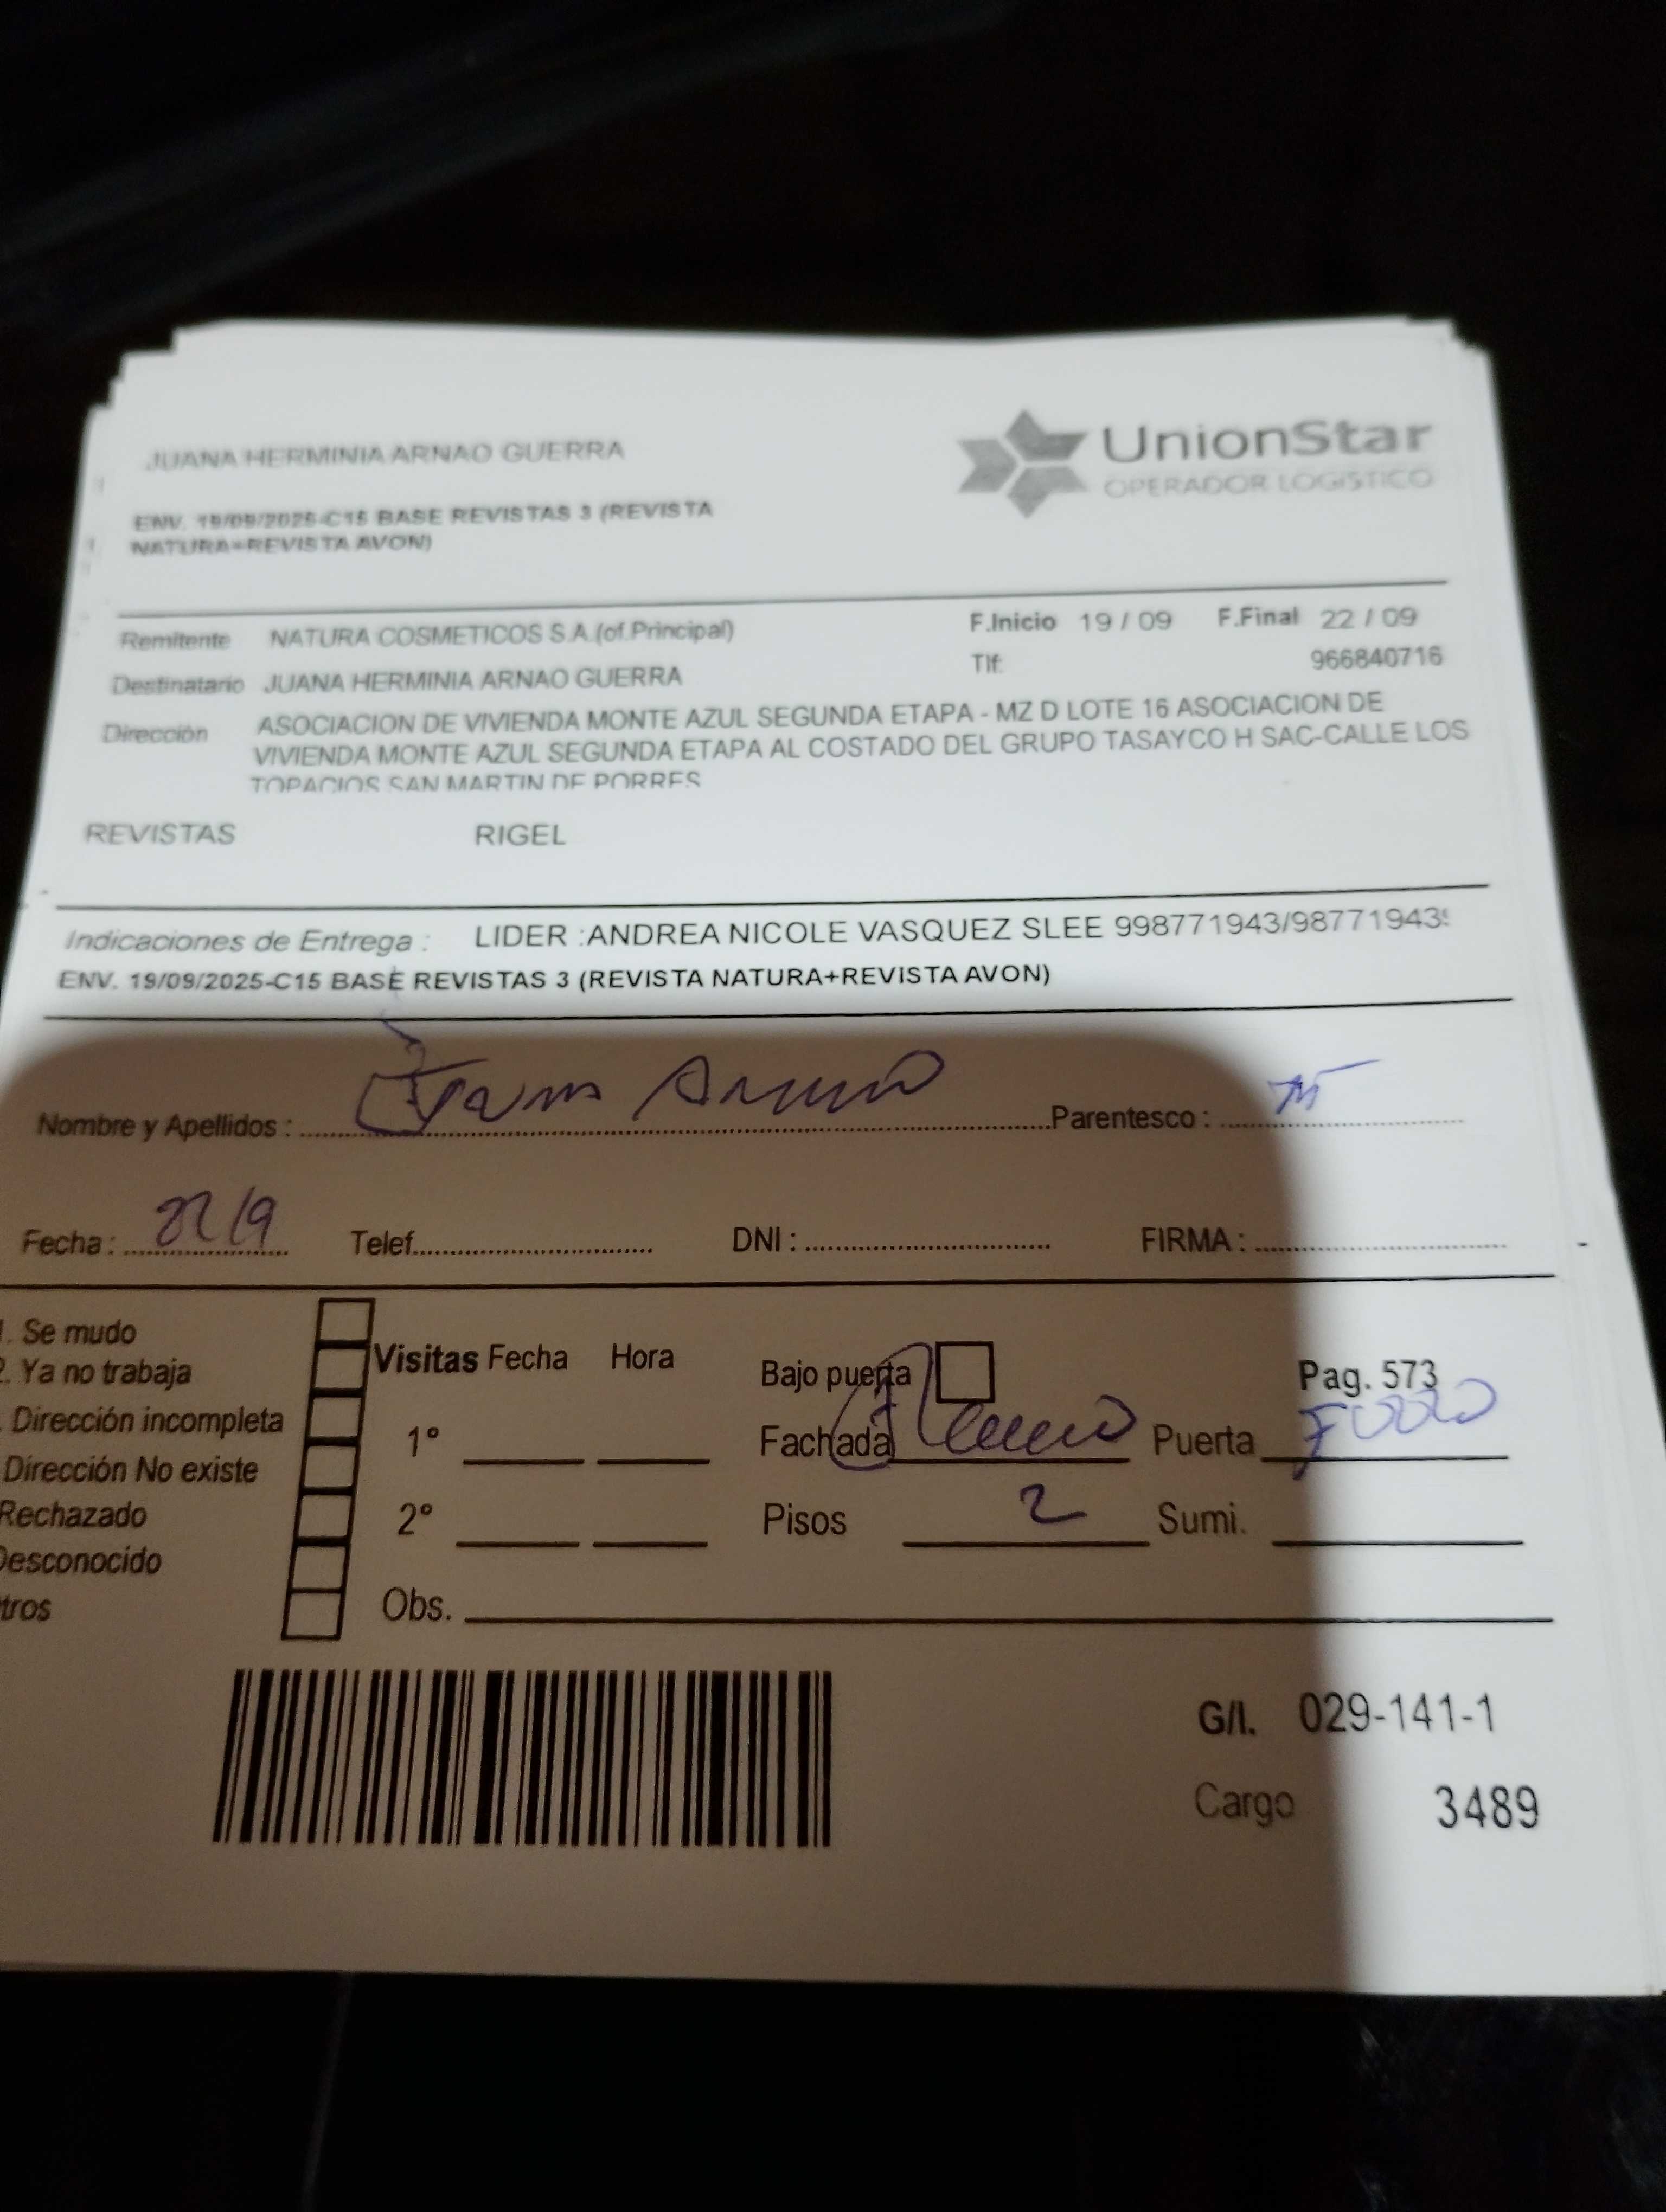 JUANA HERMINIA ARNAO GUERRA
UnionStar
OPERADOR LOGISTICO
ENV. 19/09/2025-C15 BASE REVISTAS 3 (REVISTA
NATURA+REVISTA AVON)
Remitente NATURA COSMETICOS S.A.(of.Principal) F.Inicio 19 / 09 F.Final 22 / 09
Destinatario JUANA HERMINIA ARNAO GUERRA Tlf: 966840716
Dirección ASOCIACION DE VIVIENDA MONTE AZUL SEGUNDA ETAPA - MZ D LOTE 16 ASOCIACION DE
VIVIENDA MONTE AZUL SEGUNDA ETAPA AL COSTADO DEL GRUPO TASAYCO H SAC-CALLE LOS
TOPACIOS SAN MARTIN DE PORRES
REVISTAS RIGEL
Indicaciones de Entrega : LIDER :ANDREA NICOLE VASQUEZ SLEE 998771943/98771943
ENV. 19/09/2025-C15 BASE REVISTAS 3 (REVISTA NATURA+REVISTA AVON)
Nombre y Apellidos : Juana Arnao Parentesco :
Fecha : 22/9 Telef. DNI : FIRMA :
1. Se mudo
2. Ya no trabaja
Dirección incompleta
Dirección No existe
Rechazado
Desconocido
tros
Visitas Fecha Hora
1°
2°
Obs.
Bajo puerta Pag. 573
Fachada Puerta
Pisos 2 Sumi.
G/I. 029-141-1
Cargo 3489